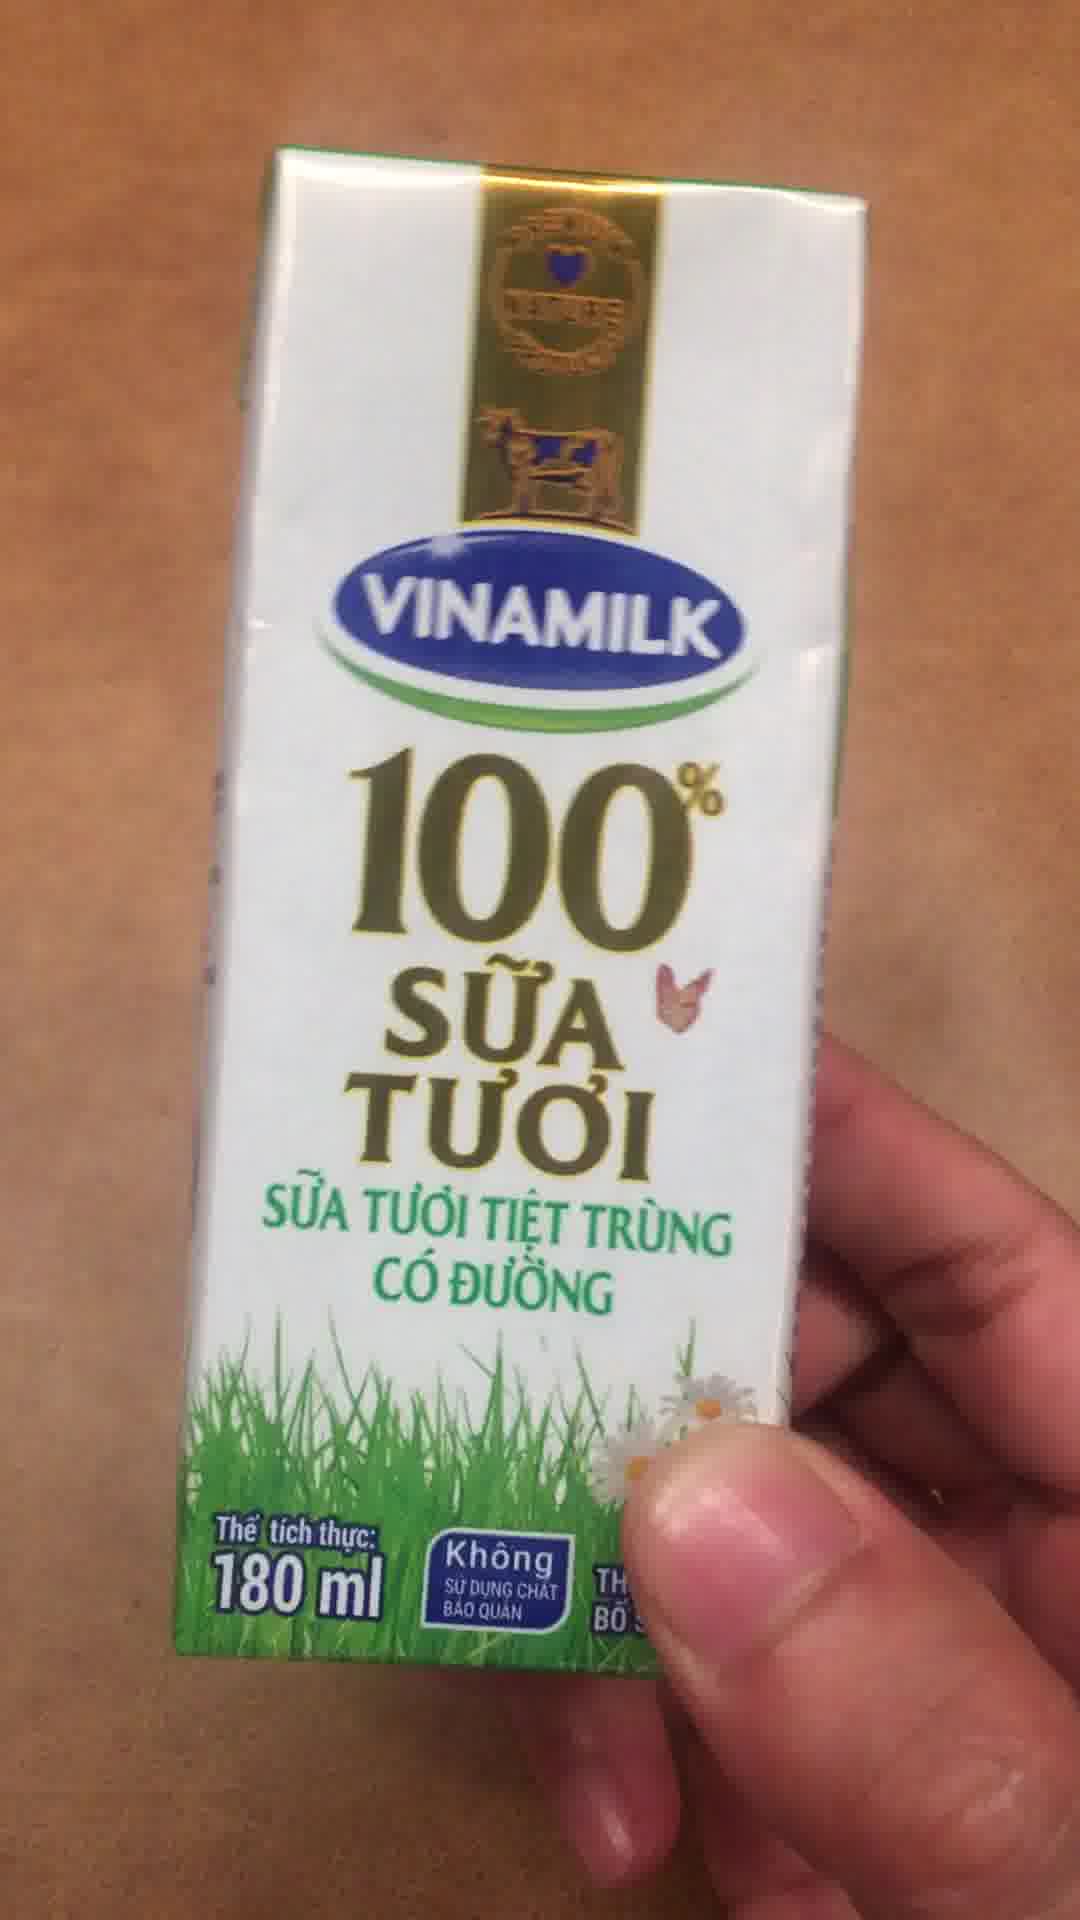 NATURE
VINAMILK
100%
SỮA
TƯƠI
SỮA TƯƠI TIỆT TRÙNG
CÓ ĐƯỜNG
Thể tích thực:
180 ml
Không
SỬ DỤNG CHẤT
BẢO QUẢN